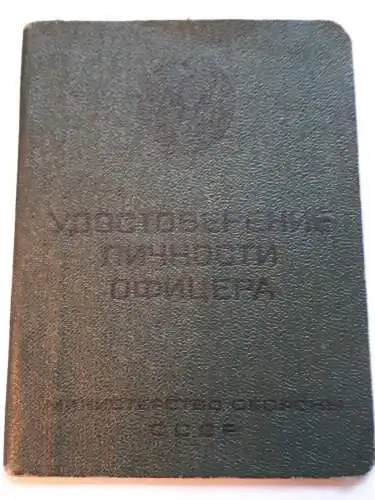 УДОСТОВЕРЕНИЕ
ЛИЧНОСТИ
ОФИЦЕРА
МИНИСТЕРСТВО ОБОРОНЫ
СССР